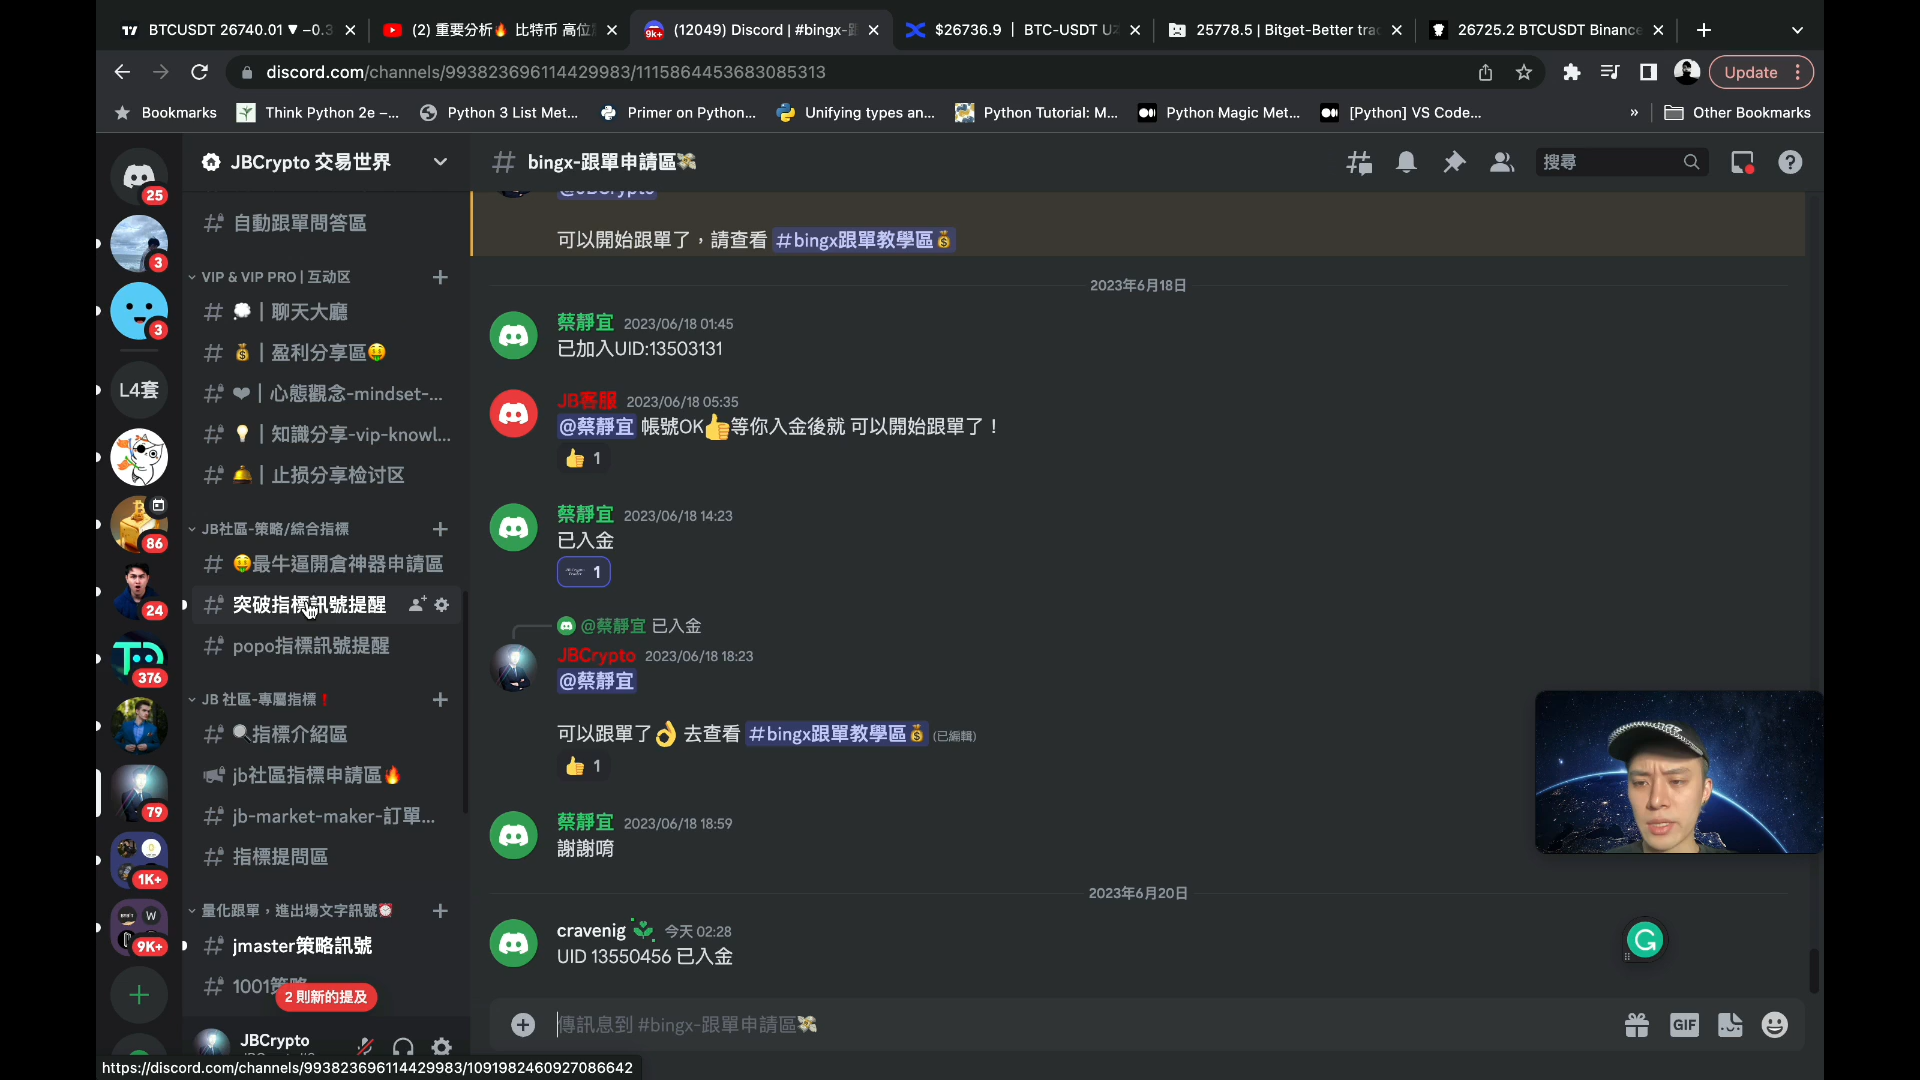 BTCUSDT 26740.01 ▼ −0.3
(2) 重要分析🔥 比特币 高位
(12049) Discord | #bingx-
$26736.9 | BTC-USDT U
25778.5 | Bitget-Better tra
26725.2 BTCUSDT Binance
discord.com/channels/993823696114429983/1115864453683085313
Update
Bookmarks
Think Python 2e –...
Python 3 List Met...
Primer on Python...
Unifying types an...
Python Tutorial: M...
Python Magic Met...
[Python] VS Code...
»
Other Bookmarks
JBCrypto 交易世界
bingx-跟單申請區💸
搜尋
25
3
3
L4套
86
24
376
79
1K+
W
9K+
自動跟單問答區
VIP & VIP PRO | 互动区
💭｜聊天大廳
💰｜盈利分享區🤑
❤｜心態觀念-mindset-...
💡｜知識分享-vip-knowl...
🛎｜止损分享检讨区
JB社區-策略/綜合指標
🤑最牛逼開倉神器申請區
突破指標訊號提醒
popo指標訊號提醒
JB 社區-專屬指標❗
🔍指標介紹區
jb社區指標申請區🔥
jb-market-maker-訂單...
指標提問區
量化跟單，進出場文字訊號⏰
jmaster策略訊號
1001策略
2 則新的提及
JBCrypto
@JBCrypto
可以開始跟單了，請查看 #bingx跟單教學區💰
2023年6月18日
蔡靜宜 2023/06/18 01:45
已加入UID:13503131
JB客服 2023/06/18 05:35
@蔡靜宜 帳號OK👍等你入金後就 可以開始跟單了！
👍 1
蔡靜宜 2023/06/18 14:23
已入金
1
@蔡靜宜 已入金
JBCrypto 2023/06/18 18:23
@蔡靜宜
可以跟單了👌 去查看 #bingx跟單教學區💰 (已編輯)
👍 1
蔡靜宜 2023/06/18 18:59
謝謝唷
2023年6月20日
cravenig 今天 02:28
UID 13550456 已入金
傳訊息到 #bingx-跟單申請區💸
GIF
https://discord.com/channels/993823696114429983/1091982460927086642